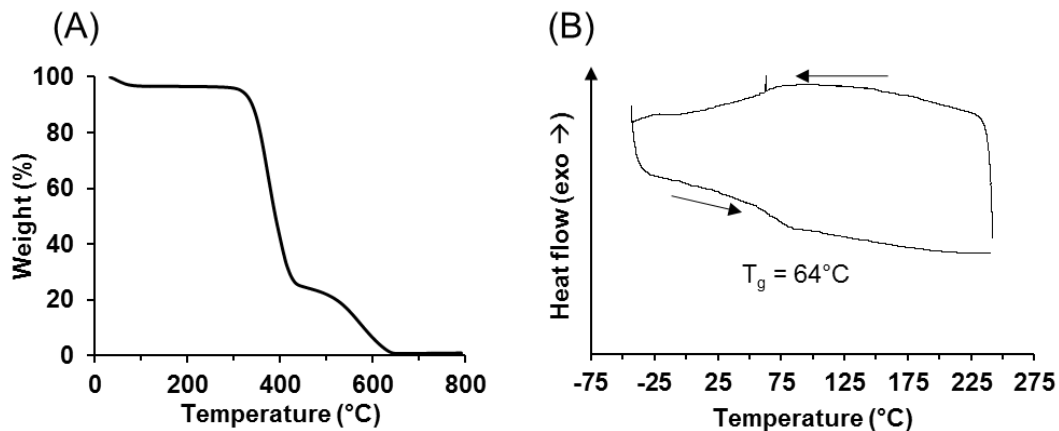 (A)
Weight (%)
100
80
60
40
20
0
0 200 400 600 800
Temperature (°C)
(B)
Heat flow (exo →)
T_g = 64°C
-75 -25 25 75 125 175 225 275
Temperature (°C)